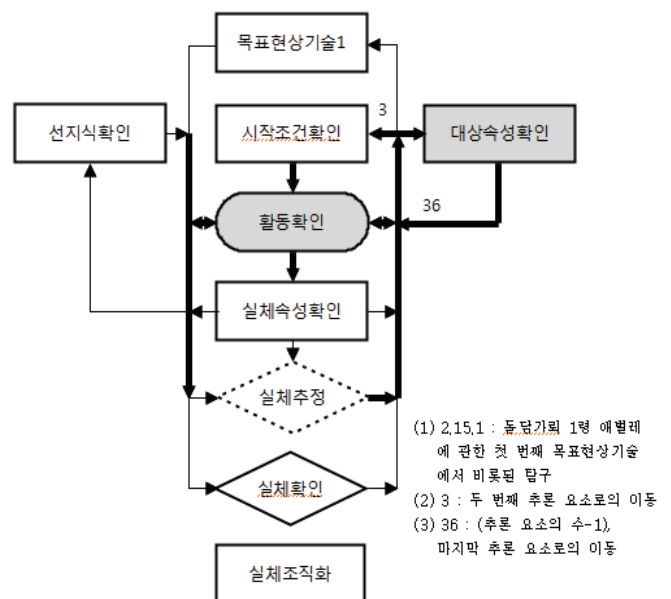 목표현상기술1
3
선지식확인
시작조건확인
대상속성확인
36
활동확인
실체속성확인
실체추정
(1) 2,15,1 : 돌담가뢰 1령 애벌레
에 관한 첫 번째 목표현상기술
에서 비롯된 탐구
(2) 3 : 두 번째 추론 요소로의 이동
(3) 36 : (추론 요소의 수-1),
마지막 추론 요소로의 이동
실체확인
실체조직화